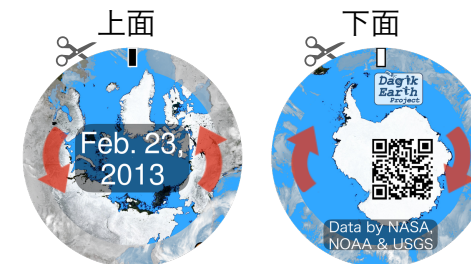 上面
下面
Feb. 23,
2013
Dagik
Earth
Project
Data by NASA,
NOAA & USGS